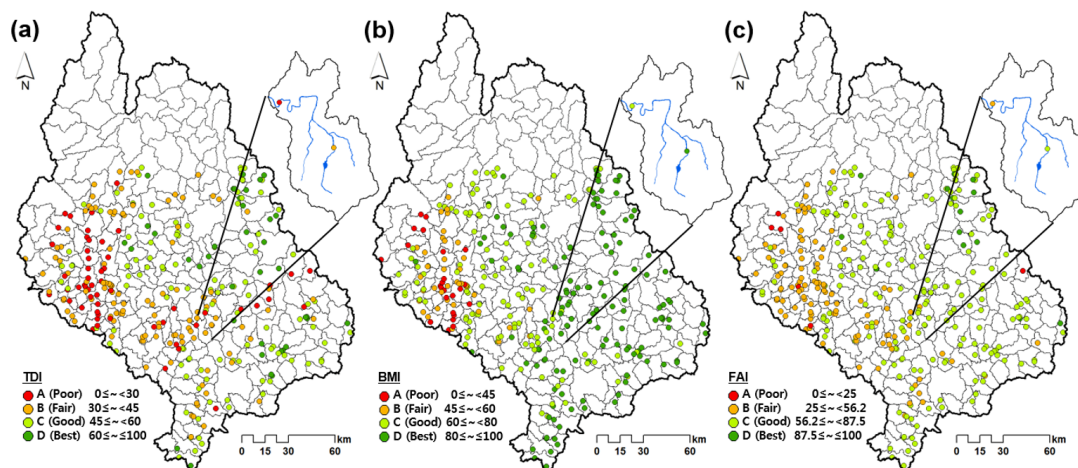 (a)
N
TDI
A (Poor) 0≤~<30
B (Fair) 30≤~<45
C (Good) 45≤~<60
D (Best) 60≤~≤100
km
0 15 30 60
(b)
N
BMI
A (Poor) 0≤~<45
B (Fair) 45≤~<60
C (Good) 60≤~<80
D (Best) 80≤~≤100
km
0 15 30 60
(c)
N
FAI
A (Poor) 0≤~<25
B (Fair) 25≤~<56.2
C (Good) 56.2≤~<87.5
D (Best) 87.5≤~≤100
km
0 15 30 60